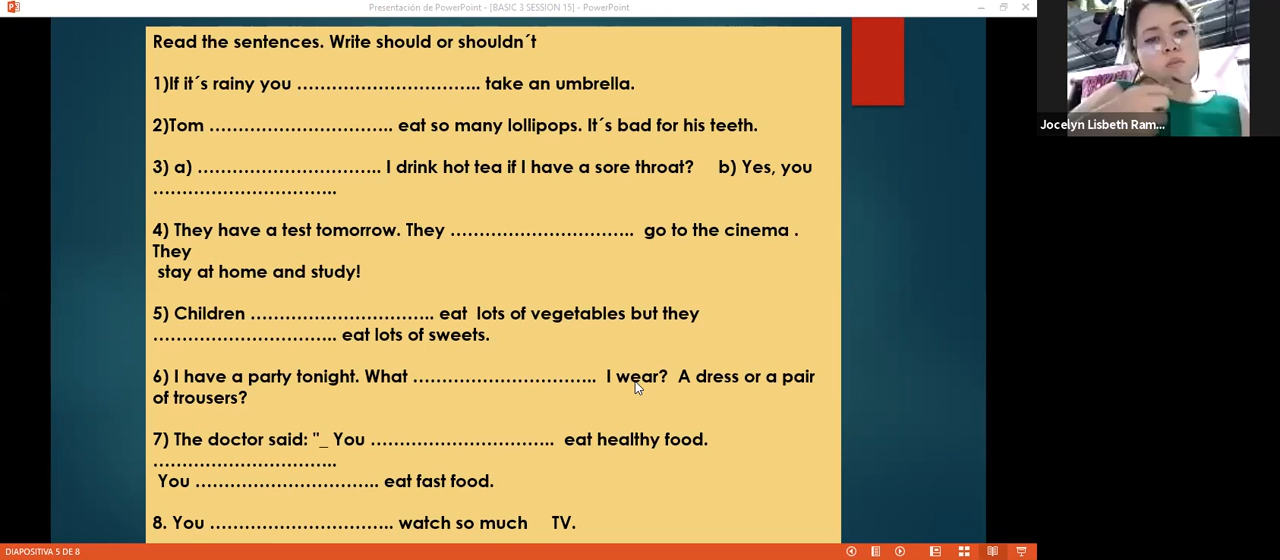 Presentación de PowerPoint - [BASIC 3 SESSION 15] - PowerPoint
Read the sentences. Write should or shouldn´t
1)If it´s rainy you ………………………….. take an umbrella.
2)Tom ………………………….. eat so many lollipops. It´s bad for his teeth.
3) a) ………………………….. I drink hot tea if I have a sore throat? b) Yes, you
…………………………..
4) They have a test tomorrow. They ………………………….. go to the cinema .
They
stay at home and study!
5) Children ………………………….. eat lots of vegetables but they
………………………….. eat lots of sweets.
6) I have a party tonight. What ………………………….. I wear? A dress or a pair
of trousers?
7) The doctor said: "_ You ………………………….. eat healthy food.
…………………………..
You ………………………….. eat fast food.
8. You ………………………….. watch so much TV.
Jocelyn Lisbeth Ram...
DIAPOSITIVA 5 DE 8